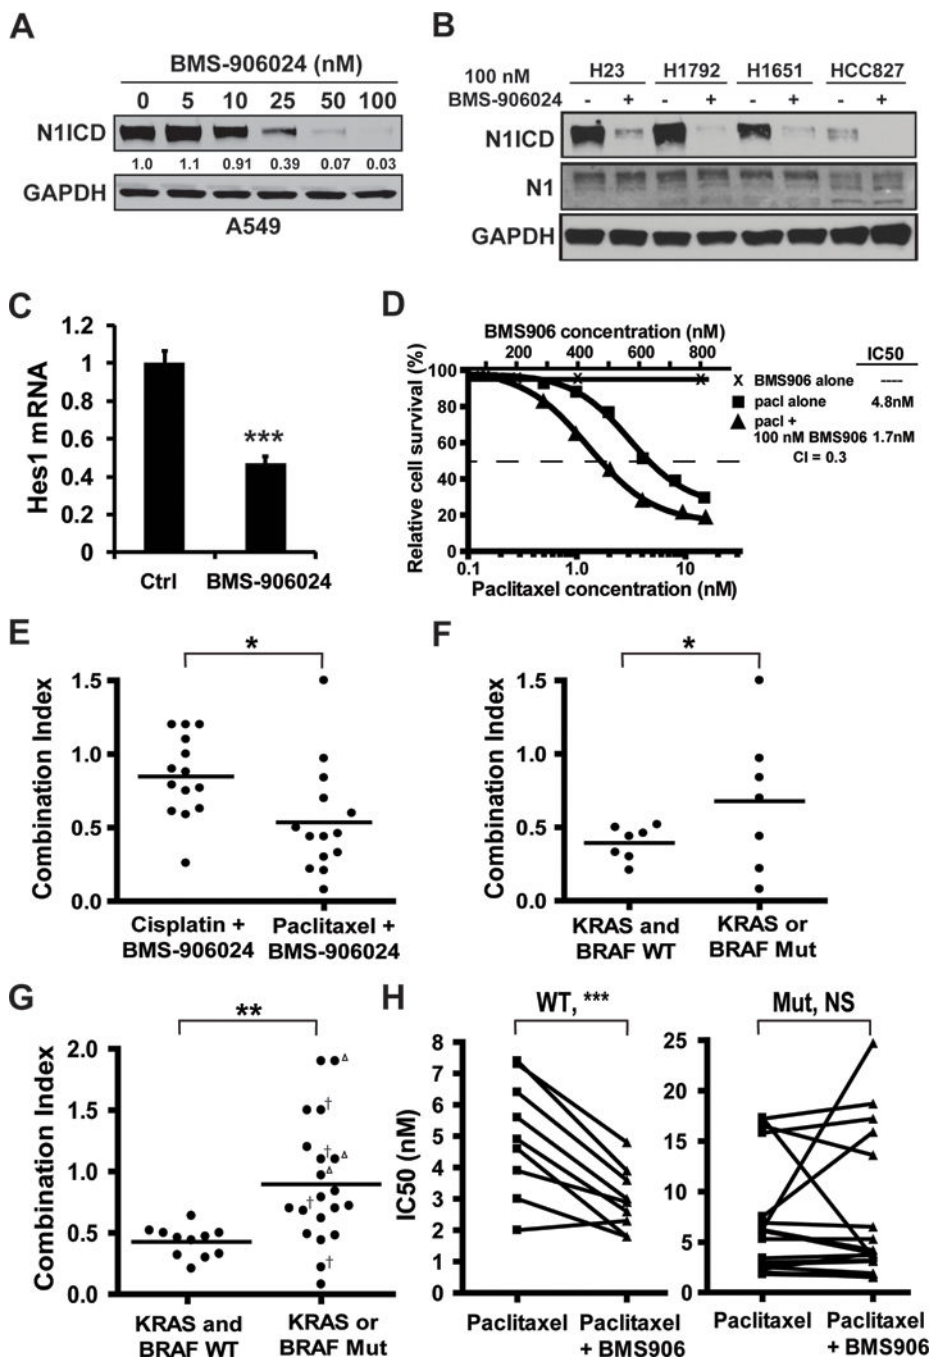 A
BMS-906024 (nM)
0 5 10 25 50 100
N1ICD
1.0 1.1 0.91 0.39 0.07 0.03
GAPDH
A549
B
100 nM
BMS-906024
H23 H1792 H1651 HCC827
- + - + - + - +
N1ICD
N1
GAPDH
C
Hes1 mRNA
1.2
1
0.8
0.6
0.4
0.2
0
***
Ctrl BMS-906024
D
BMS906 concentration (nM)
200 400 600 800
Relative cell survival (%)
100
80
60
40
20
0
0.1 1.0 10
Paclitaxel concentration (nM)
IC50
X BMS906 alone ----
pacl alone 4.8nM
pacl +
100 nM BMS906 1.7nM
CI = 0.3
E
*
Combination Index
1.5
1.0
0.5
0.0
Cisplatin + BMS-906024
Paclitaxel + BMS-906024
F
*
Combination Index
1.5
1.0
0.5
0.0
KRAS and BRAF WT
KRAS or BRAF Mut
G
**
Combination Index
2.0
1.5
1.0
0.5
0.0
Δ
†
†
Δ
Δ
†
†
KRAS and BRAF WT
KRAS or BRAF Mut
H
WT, ***
IC50 (nM)
8
7
6
5
4
3
2
1
0
Paclitaxel
Paclitaxel + BMS906
Mut, NS
25
20
15
10
5
0
Paclitaxel
Paclitaxel + BMS906